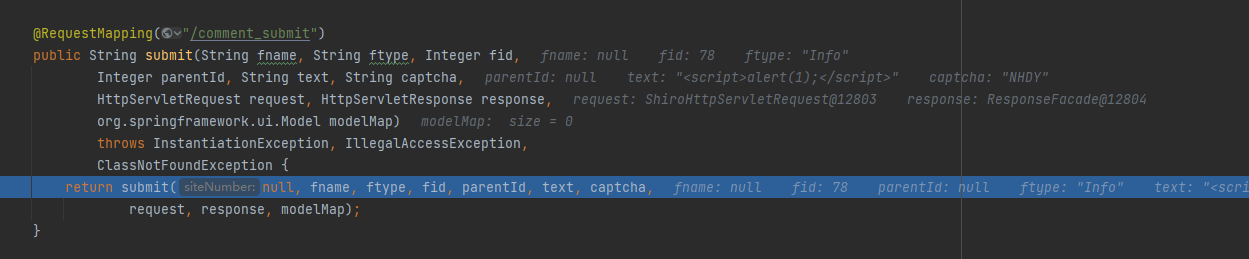 @RequestMapping("/comment_submit")
public String submit(String fname, String ftype, Integer fid, fname: null fid: 78 ftype: "Info"
Integer parentId, String text, String captcha, parentId: null text: "<script>alert(1);</script>" captcha: "NHDY"
HttpServletRequest request, HttpServletResponse response, request: ShiroHttpServletRequest@12803 response: ResponseFacade@12804
org.springframework.ui.Model modelMap) modelMap: size = 0
throws InstantiationException, IllegalAccessException,
ClassNotFoundException {
return submit( siteNumber: null, fname, ftype, fid, parentId, text, captcha, fname: null fid: 78 parentId: null ftype: "Info" text: "<scri
request, response, modelMap);
}